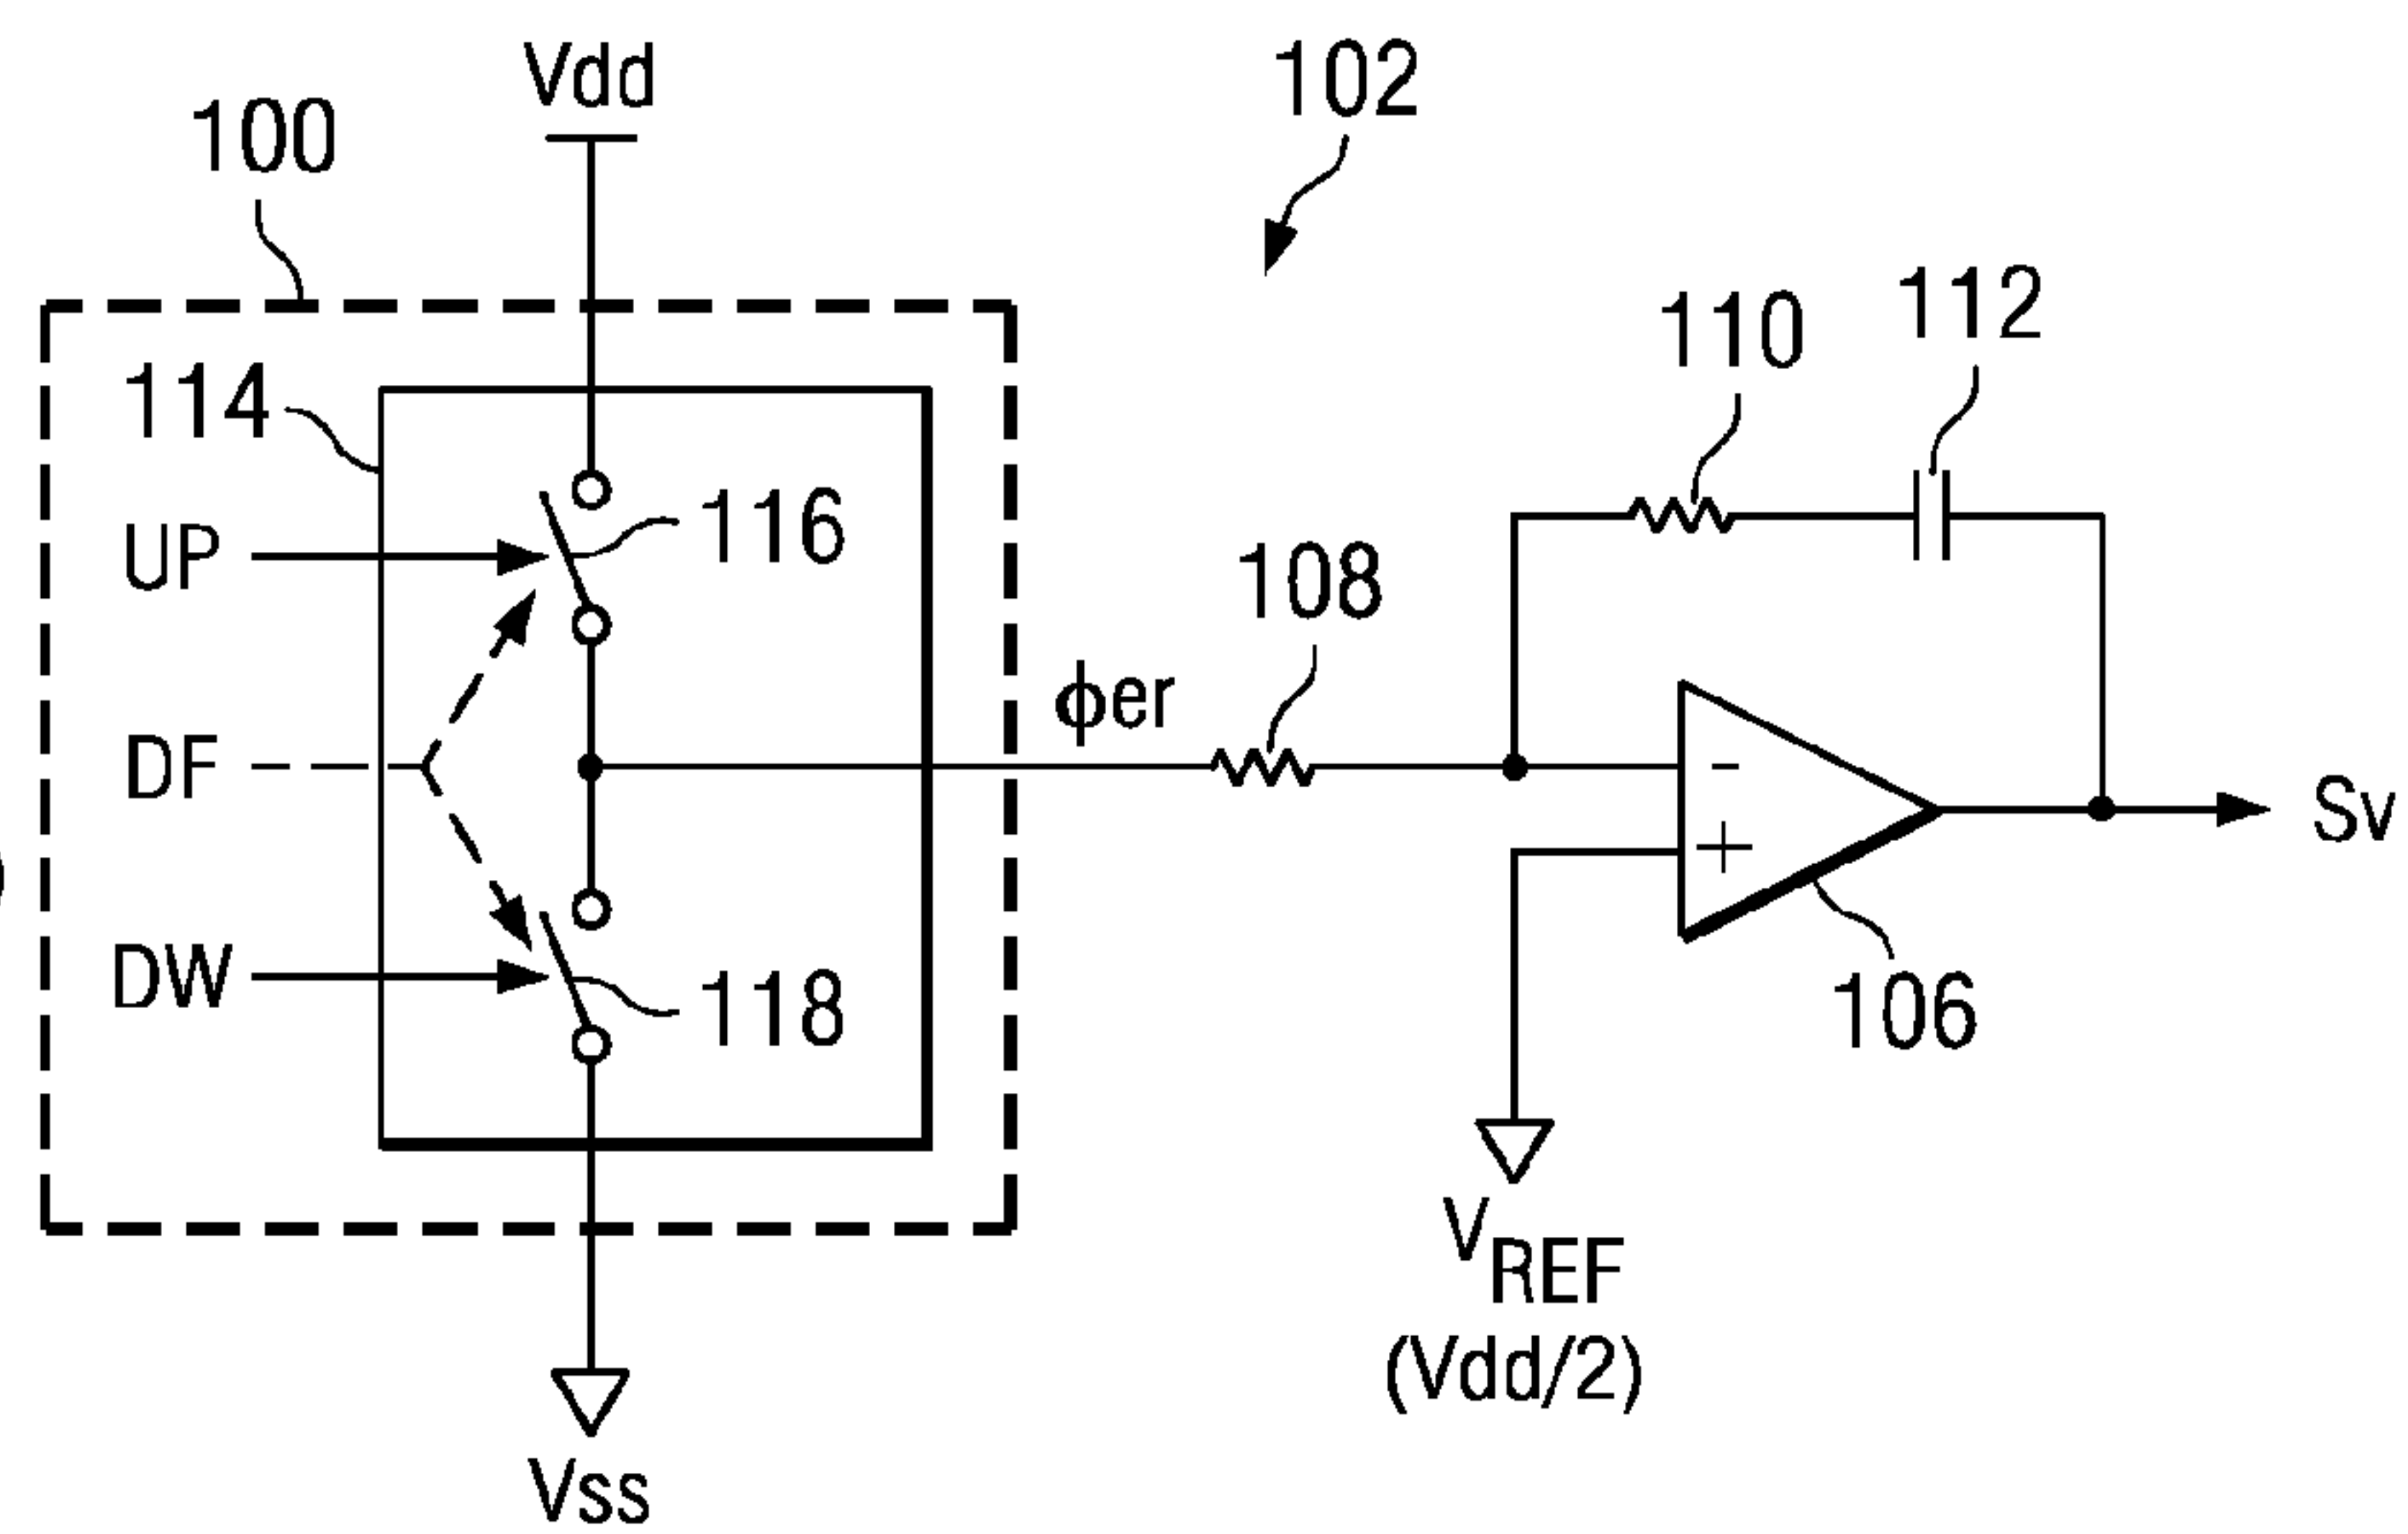 Vdd
102
100
110
112
114
116
UP
108
φer
DF
-
Sv
+
DW
118
106
VREF
(Vdd/2)
Vss